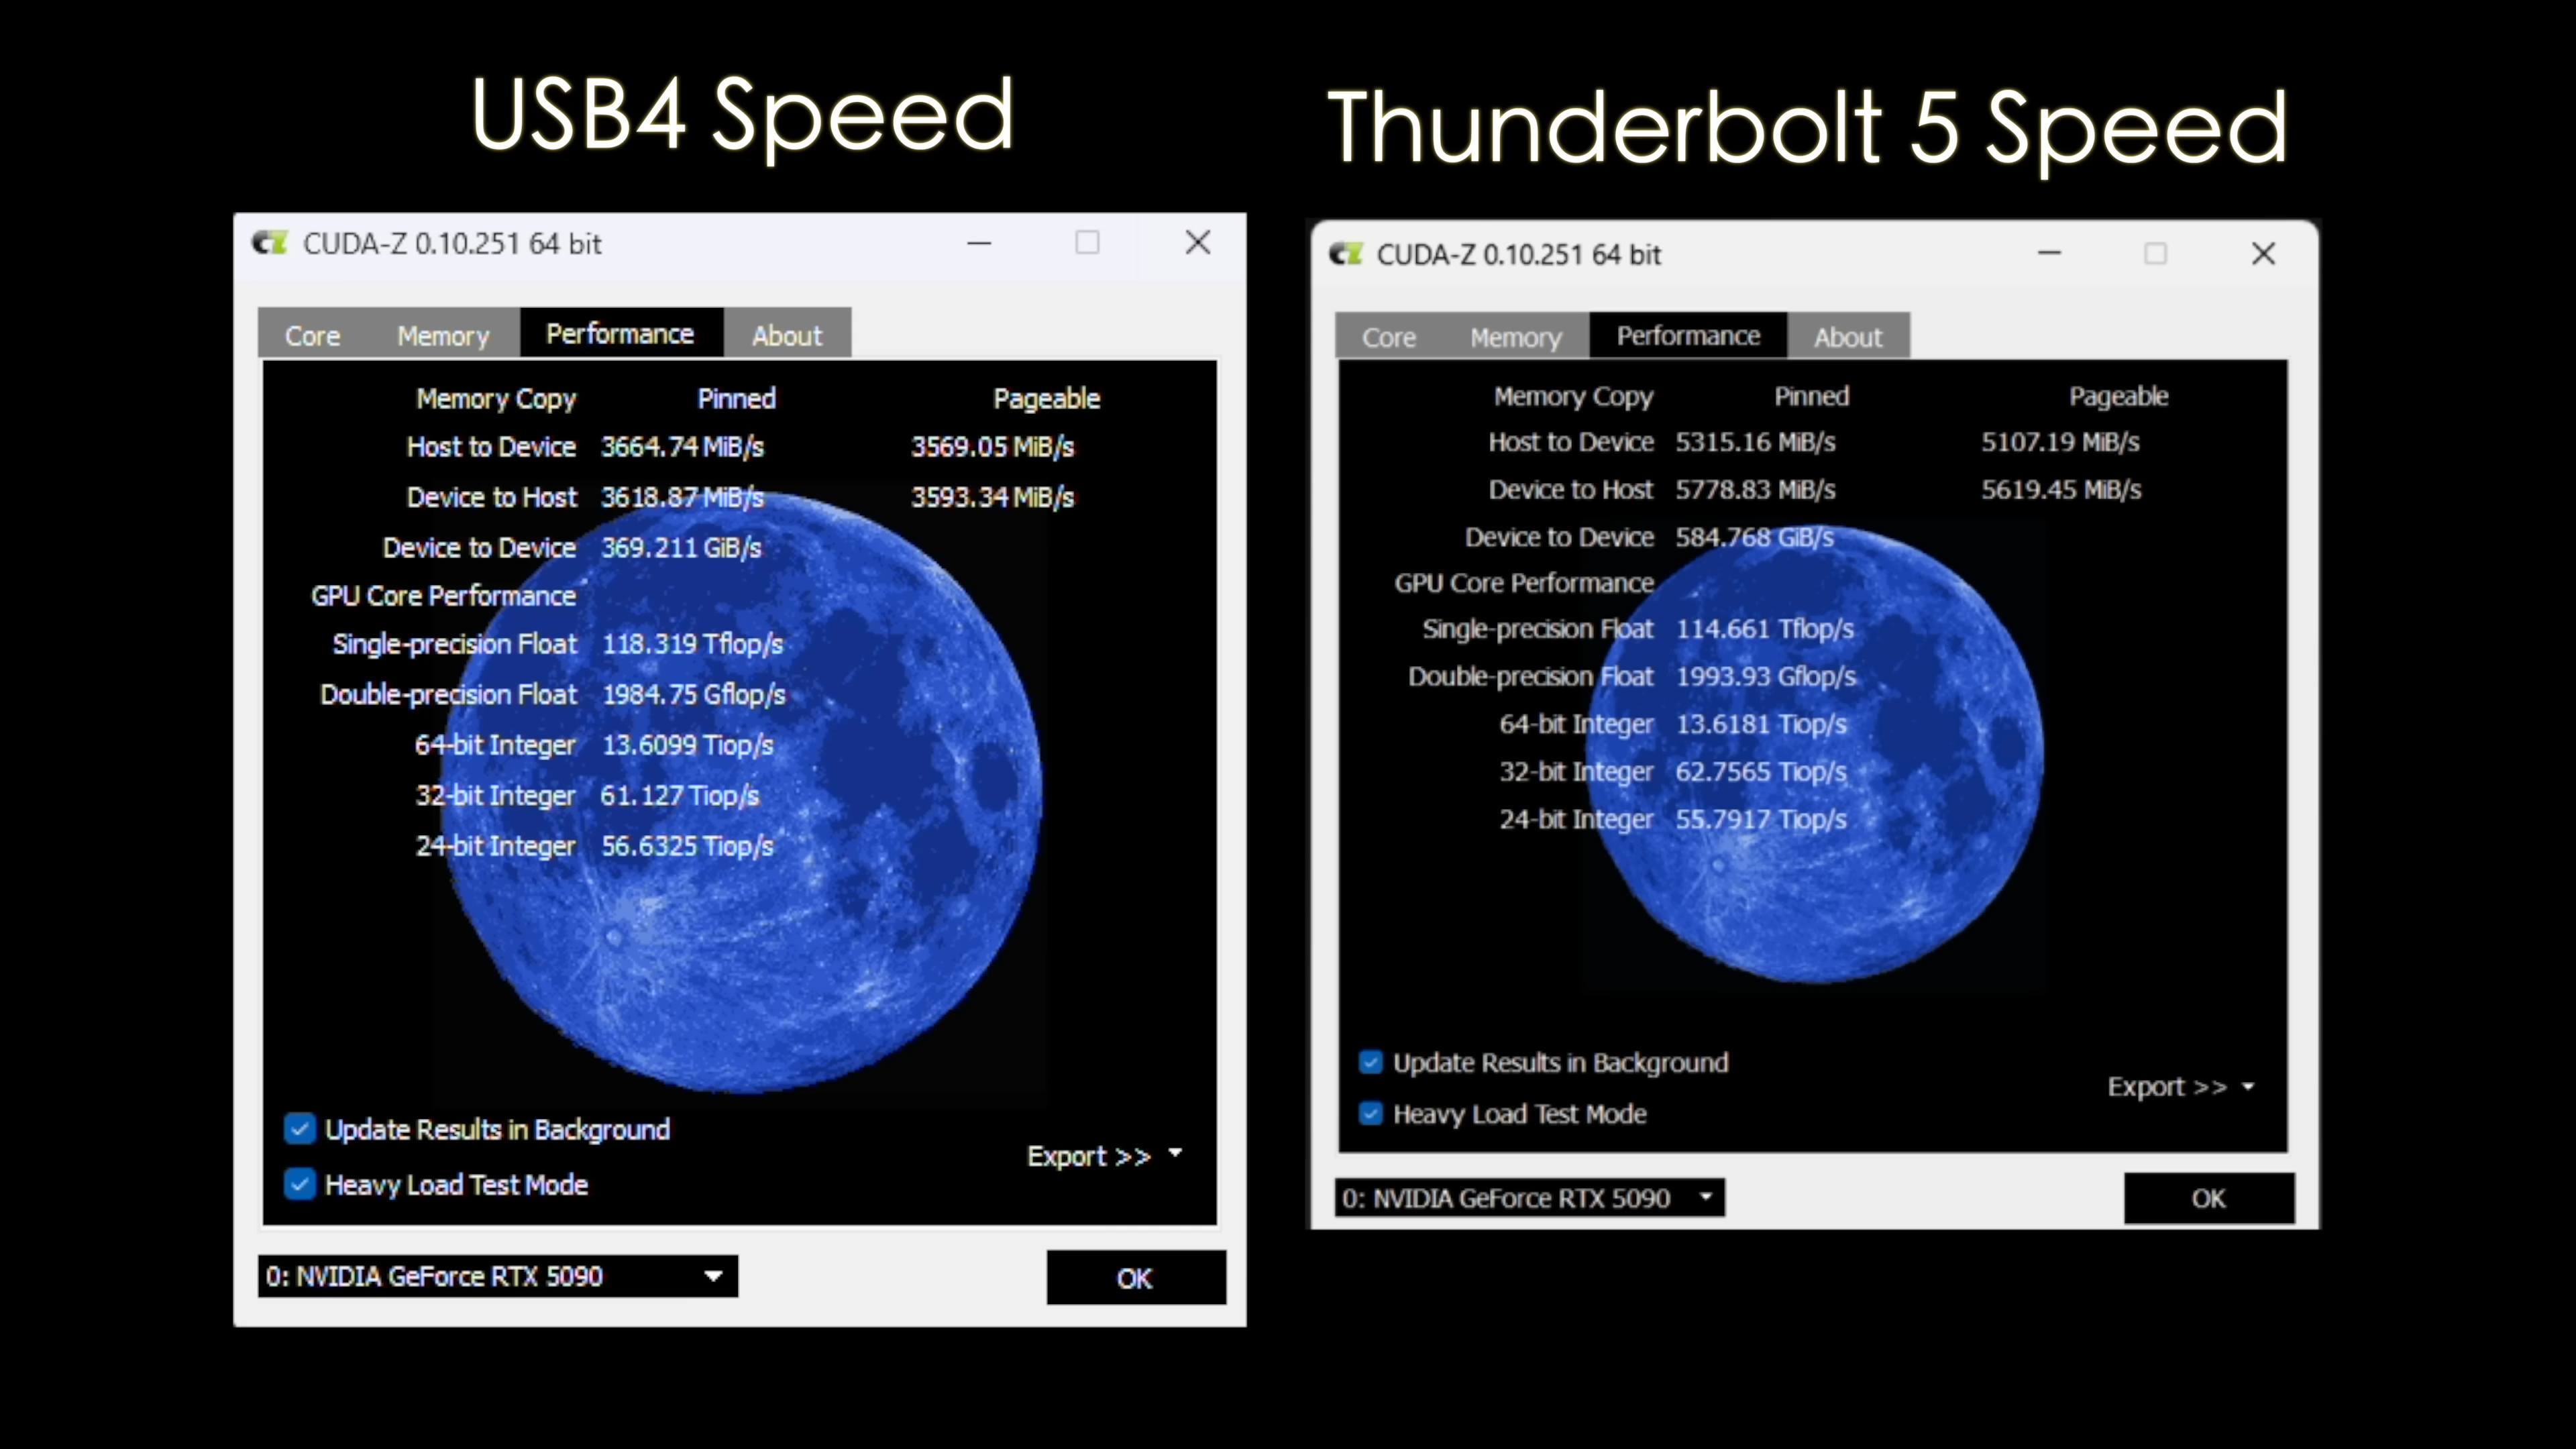 USB4 Speed
CUDA-Z 0.10.251 64 bit
Core Memory Performance About
Memory Copy Pinned Pageable
Host to Device 3664.74 MiB/s 3569.05 MiB/s
Device to Host 3618.87 MiB/s 3593.34 MiB/s
Device to Device 369.211 GiB/s
GPU Core Performance
Single-precision Float 118.319 Tflop/s
Double-precision Float 1984.75 Gflop/s
64-bit Integer 13.6099 Tiop/s
32-bit Integer 61.127 Tiop/s
24-bit Integer 56.6325 Tiop/s
Update Results in Background
Export >>
Heavy Load Test Mode
0: NVIDIA GeForce RTX 5090
OK
Thunderbolt 5 Speed
CUDA-Z 0.10.251 64 bit
Core Memory Performance About
Memory Copy Pinned Pageable
Host to Device 5315.16 MiB/s 5107.19 MiB/s
Device to Host 5778.83 MiB/s 5619.45 MiB/s
Device to Device 584.768 GiB/s
GPU Core Performance
Single-precision Float 114.661 Tflop/s
Double-precision Float 1993.93 Gflop/s
64-bit Integer 13.6181 Tiop/s
32-bit Integer 62.7565 Tiop/s
24-bit Integer 55.7917 Tiop/s
Update Results in Background
Export >>
Heavy Load Test Mode
0: NVIDIA GeForce RTX 5090
OK